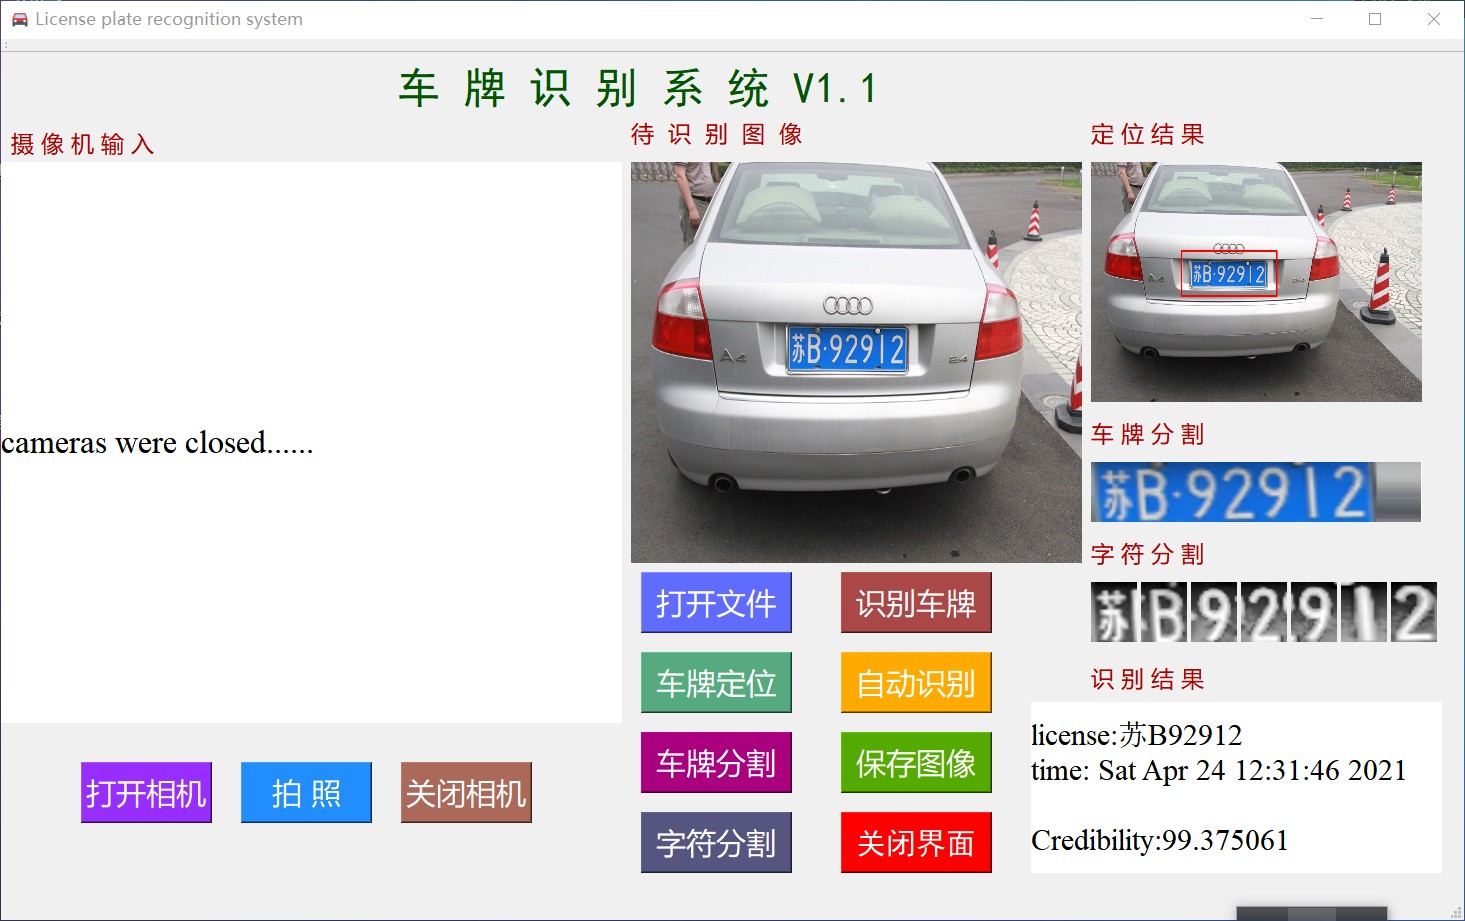 License plate recognition system
车 牌 识 别 系 统 V1.1
摄像机输入
待 识 别 图 像
定位结果
cameras were closed......
A4
苏B·92912
2.4
苏B·92912
车牌分割
苏B·92912
字符分割
苏B92912
打开文件
识别车牌
车牌定位
自动识别
车牌分割
保存图像
字符分割
关闭界面
打开相机
拍 照
关闭相机
识别结果
license:苏B92912
time: Sat Apr 24 12:31:46 2021
Credibility:99.375061